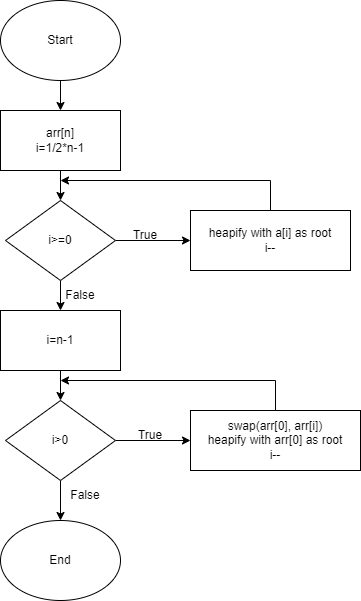 Start
arr[n]
i=1/2*n-1
i>=0
True
heapify with a[i] as root
i--
False
i=n-1
i>0
True
swap(arr[0], arr[i])
heapify with arr[0] as root
i--
False
End